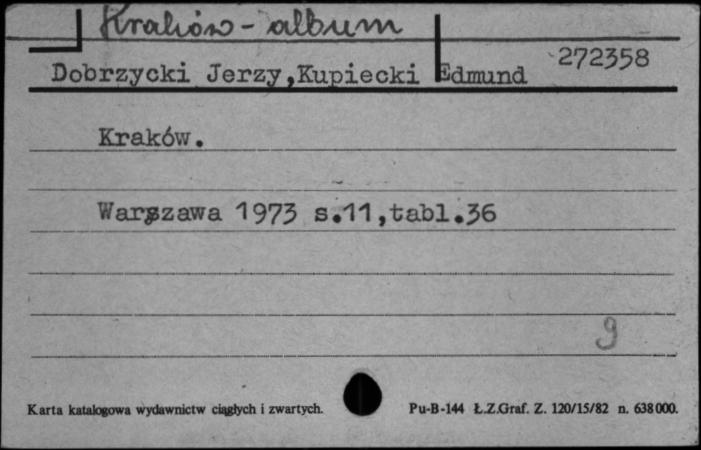 Kraków - album
272358
Dobrzycki Jerzy,Kupiecki Edmund
Kraków.
Warszawa 1973 s.11,tabl.36
9
Karta katalogowa wydawnictw ciągłych i zwartych. Pu-B-144 Ł.Z.Graf. Z. 120/15/82 n. 638000.